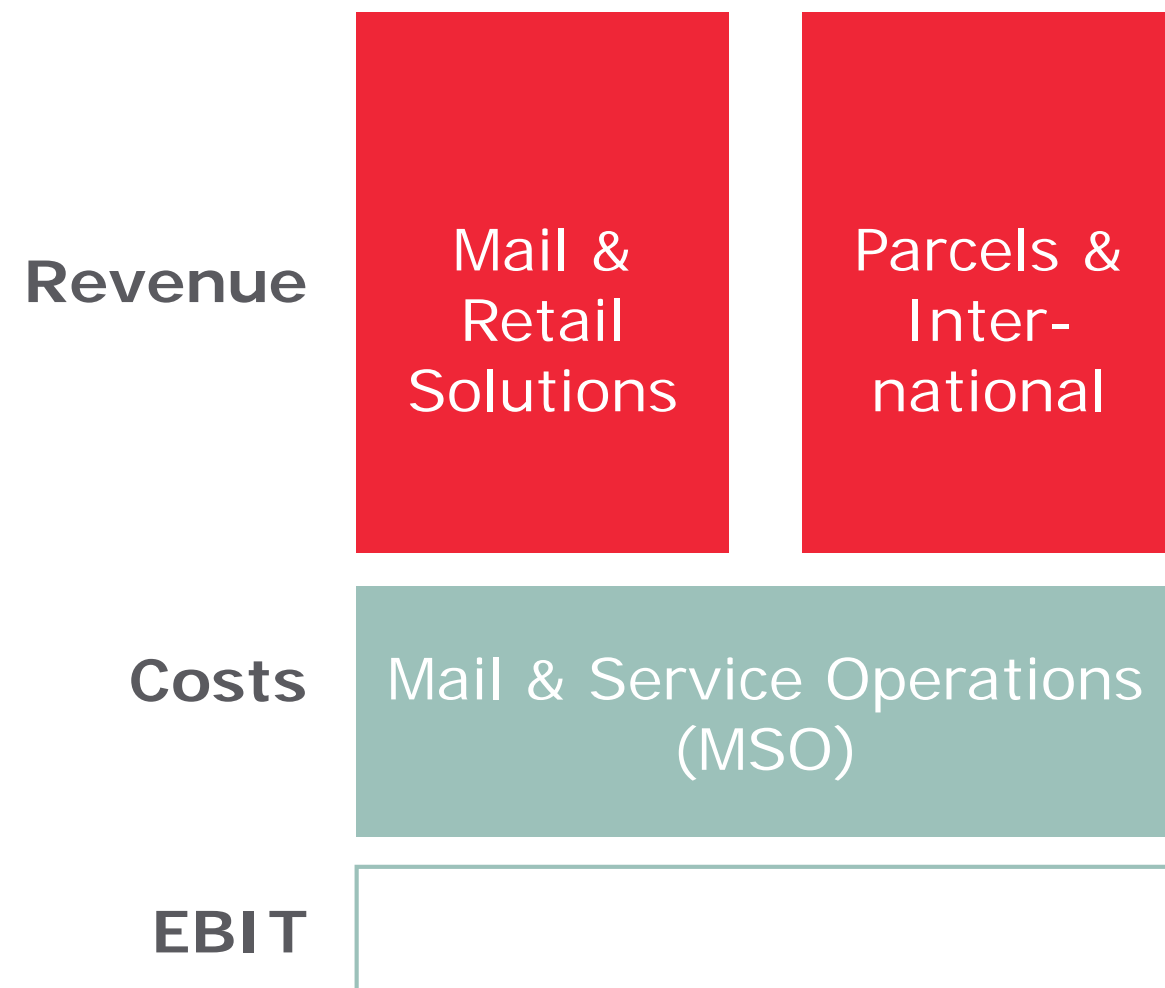 Revenue
Mail &
Retail
Solutions
Parcels &
Inter-
national
Costs
Mail & Service Operations
(MSO)
EBIT